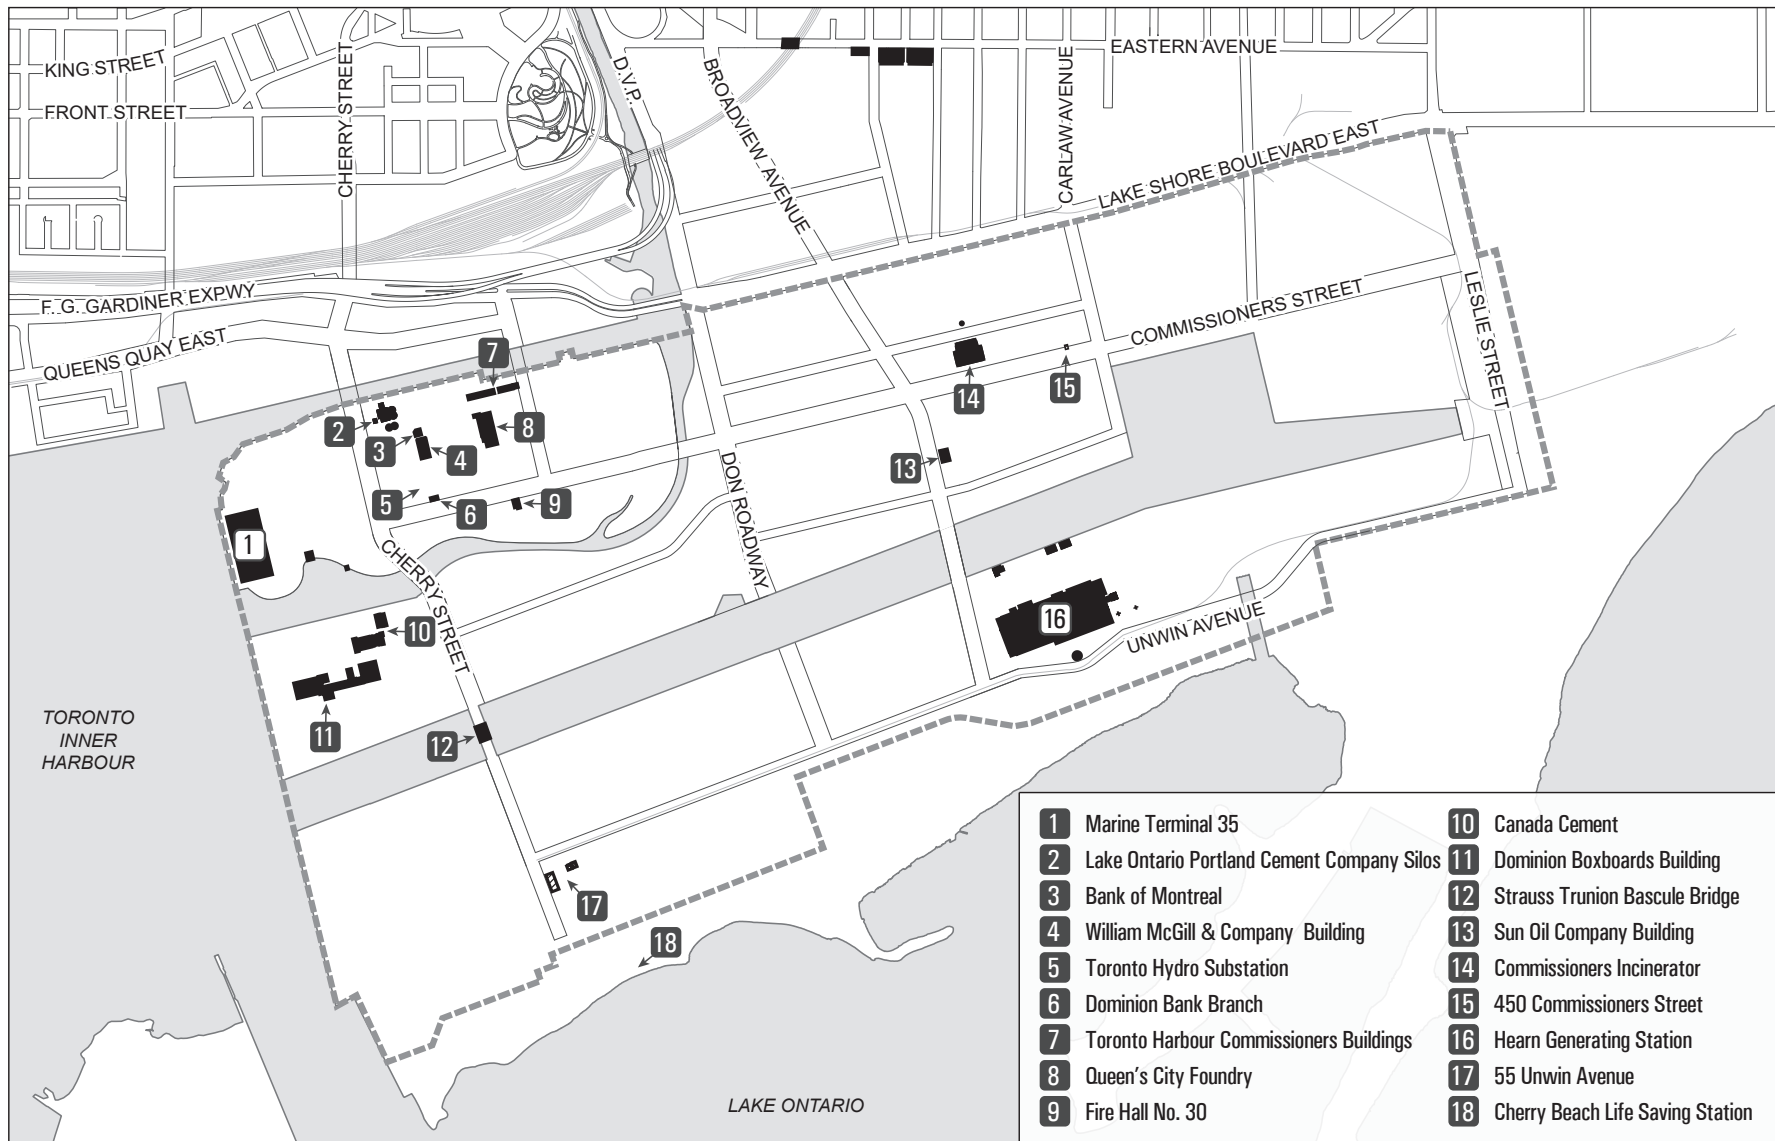 KING STREET
FRONT STREET
CHERRY STREET
D.V.P.
BROADVIEW AVENUE
CARLAW AVENUE
EASTERN AVENUE
LAKE SHORE BOULEVARD EAST
F. G. GARDINER EXPWY
QUEENS QUAY EAST
COMMISSIONERS STREET
LESLIE STREET
7
2
3
4
8
14
15
5
6
9
13
DON ROADWAY
1
CHERRY STREET
10
16
UNWIN AVENUE
11
12
TORONTO
INNER
HARBOUR
17
18
LAKE ONTARIO
1 Marine Terminal 35
2 Lake Ontario Portland Cement Company Silos
3 Bank of Montreal
4 William McGill & Company Building
5 Toronto Hydro Substation
6 Dominion Bank Branch
7 Toronto Harbour Commissioners Buildings
8 Queen's City Foundry
9 Fire Hall No. 30
10 Canada Cement
11 Dominion Boxboards Building
12 Strauss Trunion Bascule Bridge
13 Sun Oil Company Building
14 Commissioners Incinerator
15 450 Commissioners Street
16 Hearn Generating Station
17 55 Unwin Avenue
18 Cherry Beach Life Saving Station